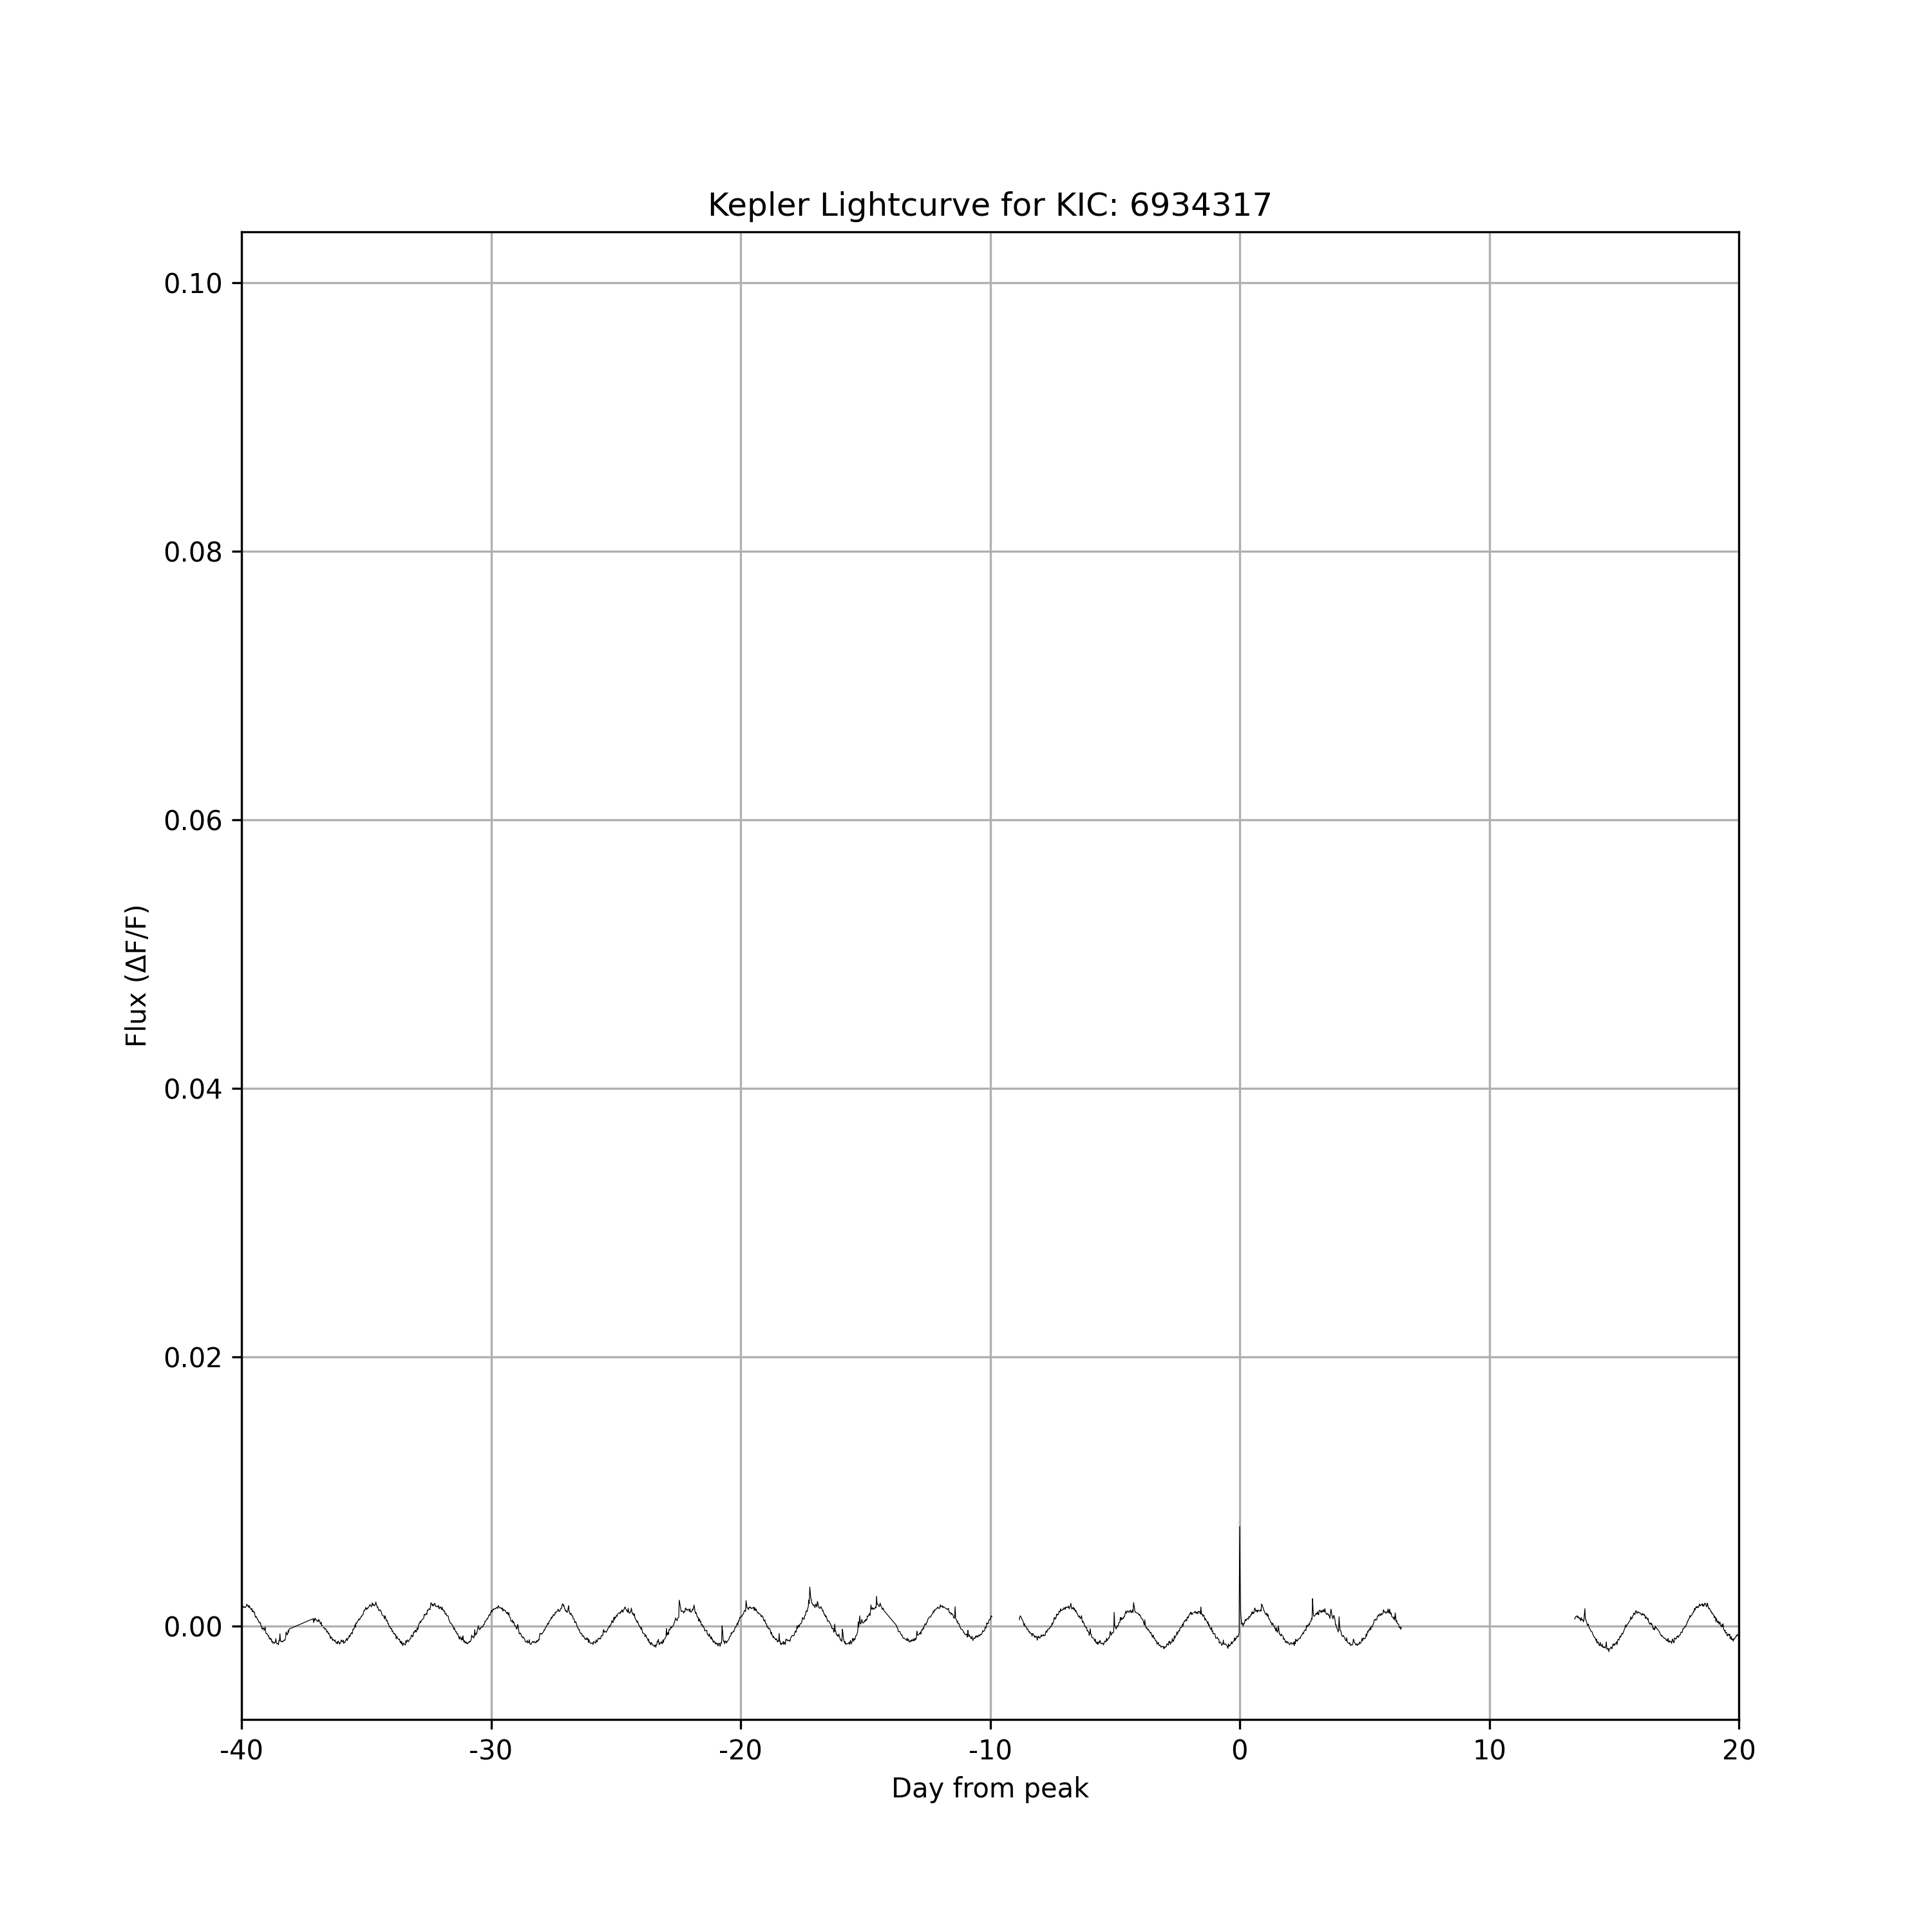 Kepler Lightcurve for KIC: 6934317
0.10
0.08
0.06
0.04
0.02
0.00
Flux (ΔF/F)
-40 -30 -20 -10 0 10 20
Day from peak